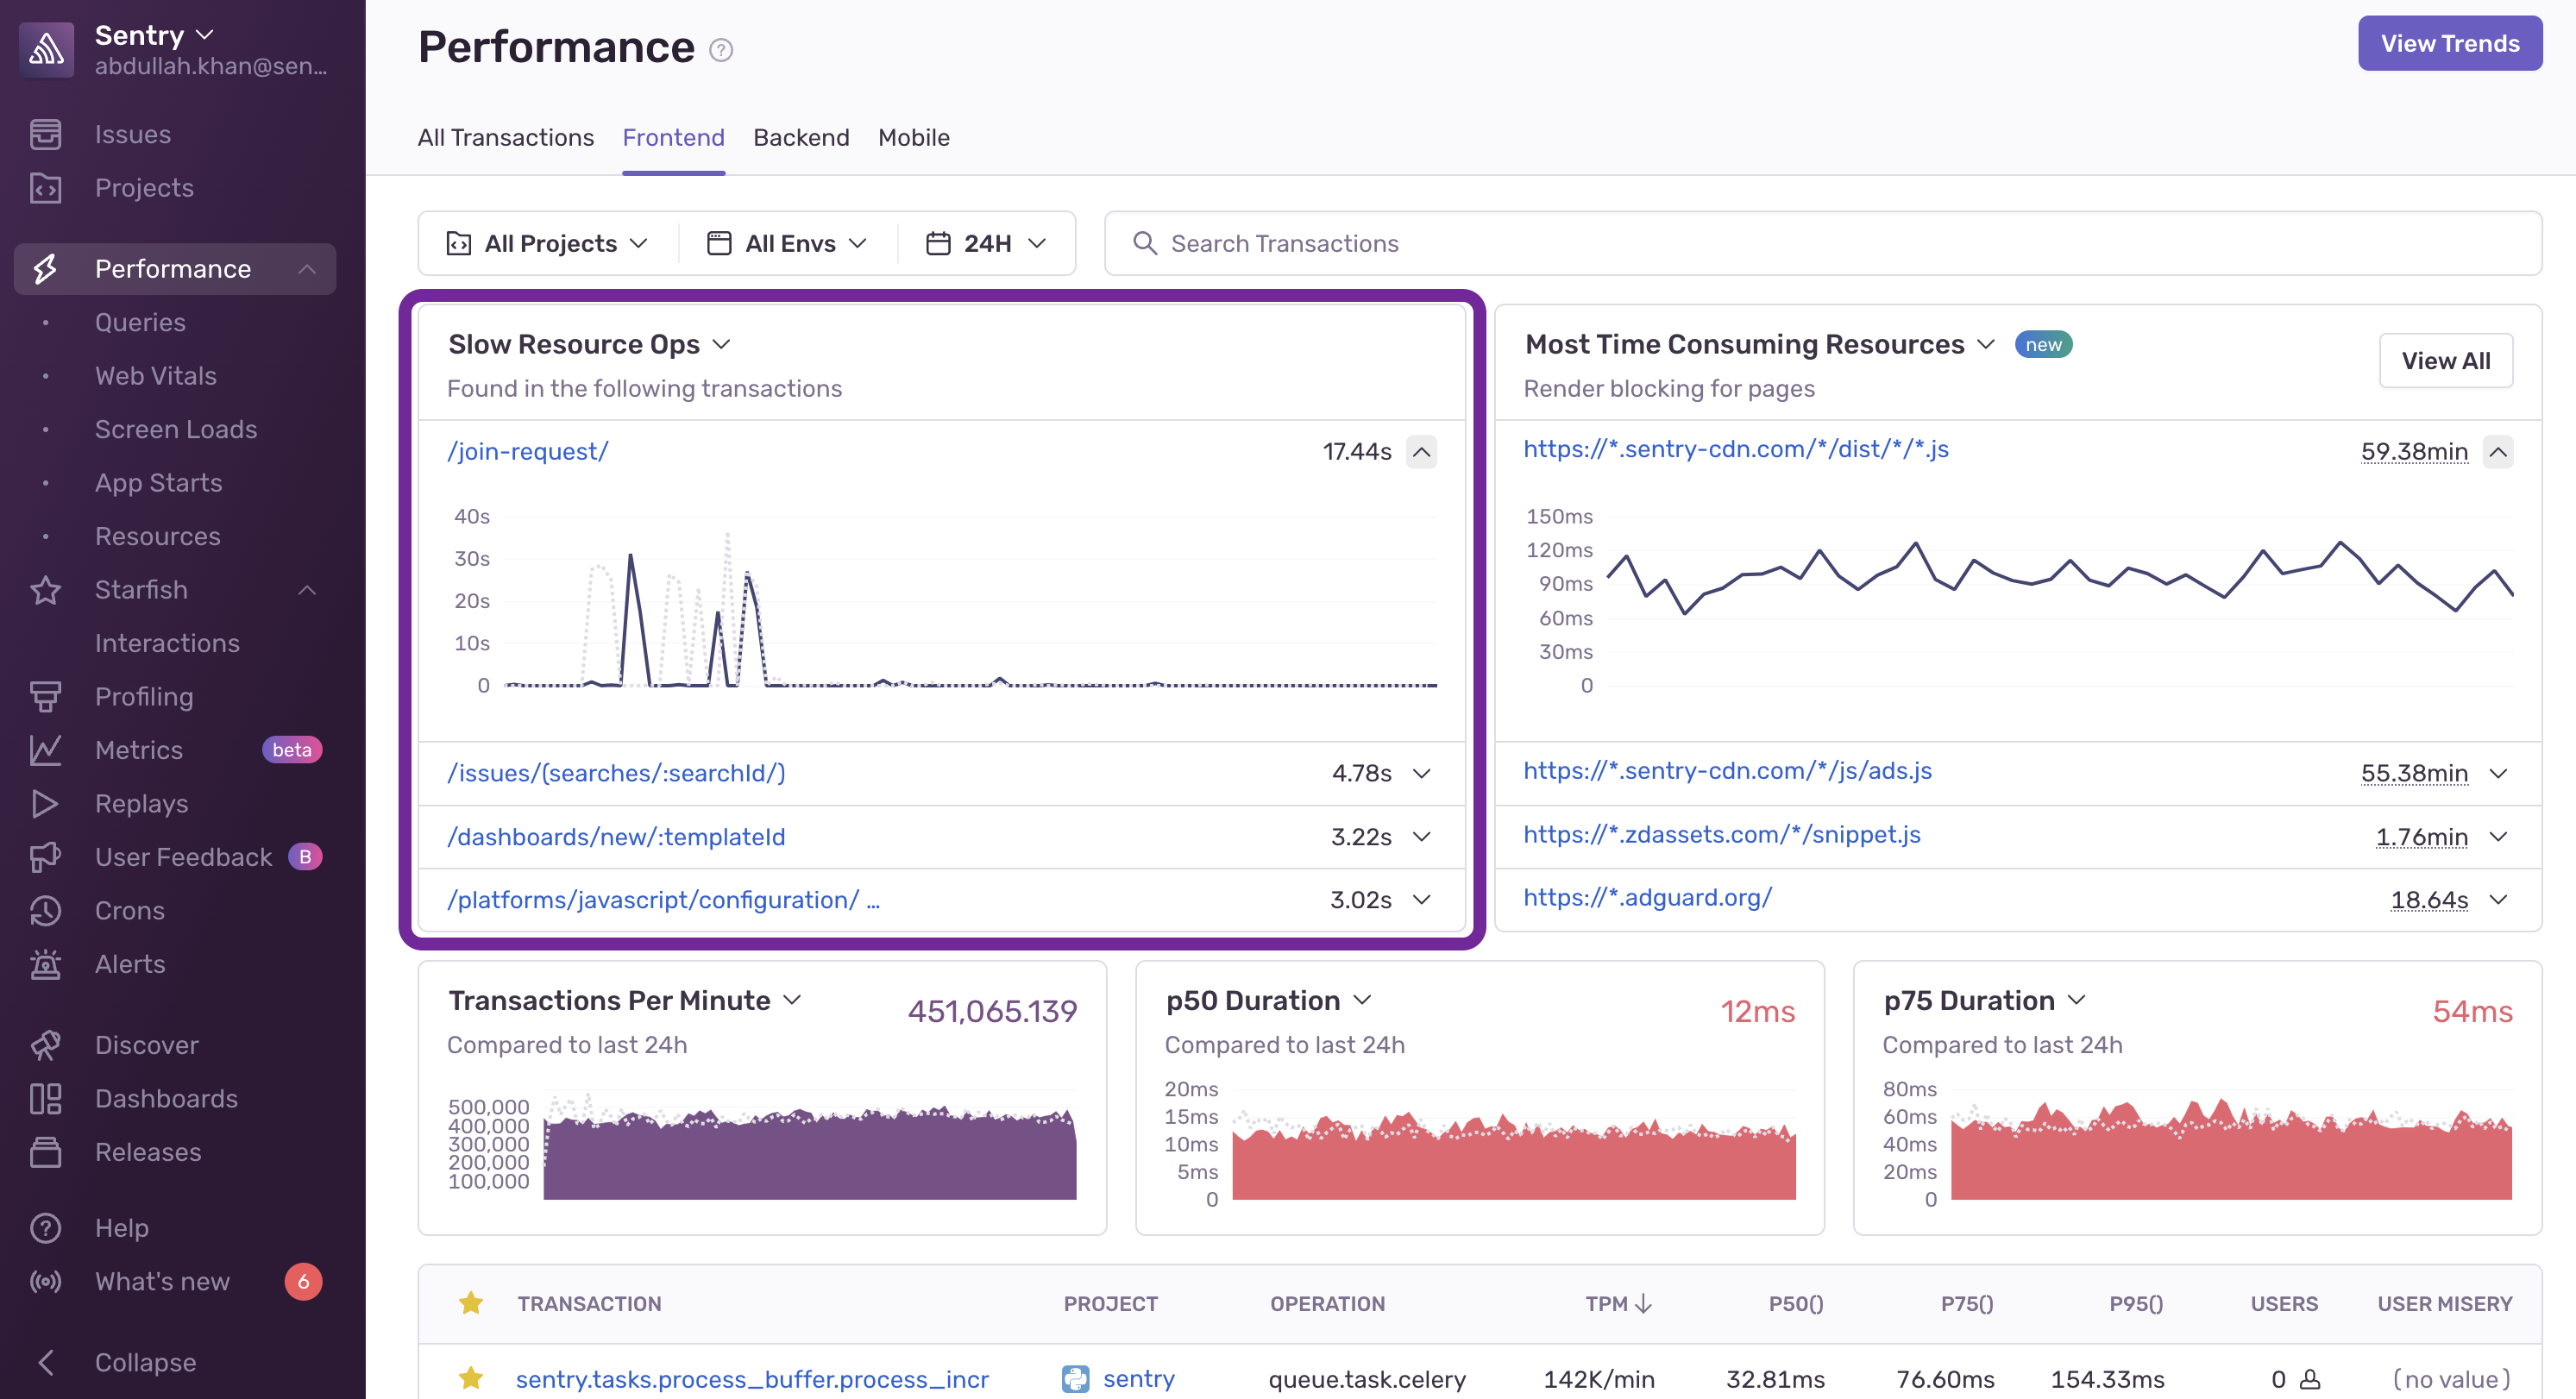 Sentry
abdullah.khan@sen...
Issues
Projects
Performance
Queries
Web Vitals
Screen Loads
App Starts
Resources
Starfish
Interactions
Profiling
Metrics beta
Replays
User Feedback B
Crons
Alerts
Discover
Dashboards
Releases
Help
What's new 6
Collapse
Performance ?
View Trends
All Transactions Frontend Backend Mobile
All Projects All Envs 24H Search Transactions
Slow Resource Ops
Found in the following transactions
/join-request/ 17.44s
40s
30s
20s
10s
0
/issues/(searches/:searchId/) 4.78s
/dashboards/new/:templateId 3.22s
/platforms/javascript/configuration/ ... 3.02s
Most Time Consuming Resources new
View All
Render blocking for pages
https://*.sentry-cdn.com/*/dist/*/*.js 59.38min
150ms
120ms
90ms
60ms
30ms
0
https://*.sentry-cdn.com/*/js/ads.js 55.38min
https://*.zdassets.com/*/snippet.js 1.76min
https://*.adguard.org/ 18.64s
Transactions Per Minute 451,065.139
Compared to last 24h
500,000
400,000
300,000
200,000
100,000
p50 Duration 12ms
Compared to last 24h
20ms
15ms
10ms
5ms
0
p75 Duration 54ms
Compared to last 24h
80ms
60ms
40ms
20ms
0
TRANSACTION PROJECT OPERATION TPM P50() P75() P95() USERS USER MISERY
sentry.tasks.process_buffer.process_incr sentry queue.task.celery 142K/min 32.81ms 76.60ms 154.33ms 0 (no value)